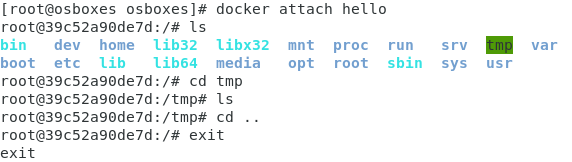 [root@osboxes osboxes]# docker attach hello
root@39c52a90de7d:/# ls
bin   dev  home  lib32  libx32  mnt  proc  run   srv  tmp  var
boot  etc  lib   lib64  media   opt  root  sbin  sys  usr
root@39c52a90de7d:/# cd tmp
root@39c52a90de7d:/tmp# ls
root@39c52a90de7d:/tmp# cd ..
root@39c52a90de7d:/# exit
exit